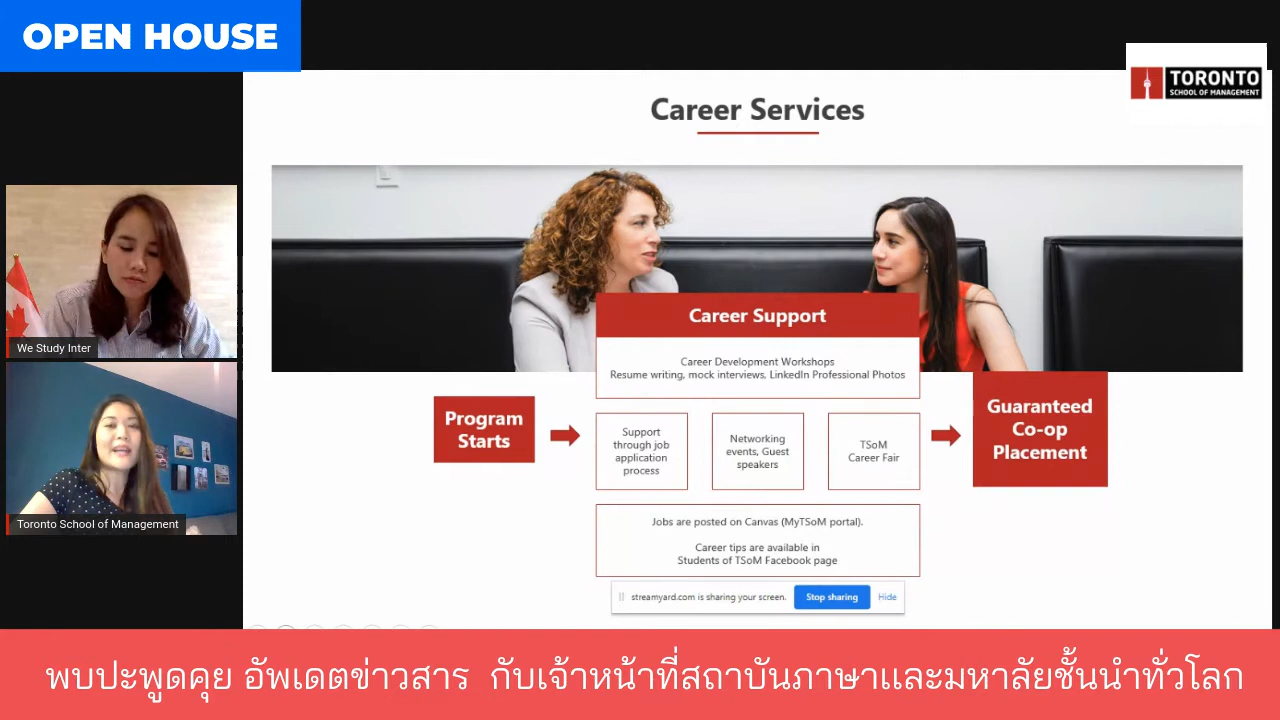 OPEN HOUSE
TORONTO
SCHOOL OF MANAGEMENT
Career Services
We Study Inter
Toronto School of Management
Career Support
Career Development Workshops
Resume writing, mock interviews, LinkedIn Professional Photos
Program
Starts
Support
through job
application
process
Networking
events, Guest
speakers
TSoM
Career Fair
Guaranteed
Co-op
Placement
Jobs are posted on Canvas (MyTSoM portal).
Career tips are available in
Students of TSoM Facebook page
streamyard.com is sharing your screen.
Stop sharing
Hide
พบปะพูดคุย อัพเดตข่าวสาร กับเจ้าหน้าที่สถาบันภาษาและมหาลัยชั้นนำทั่วโลก